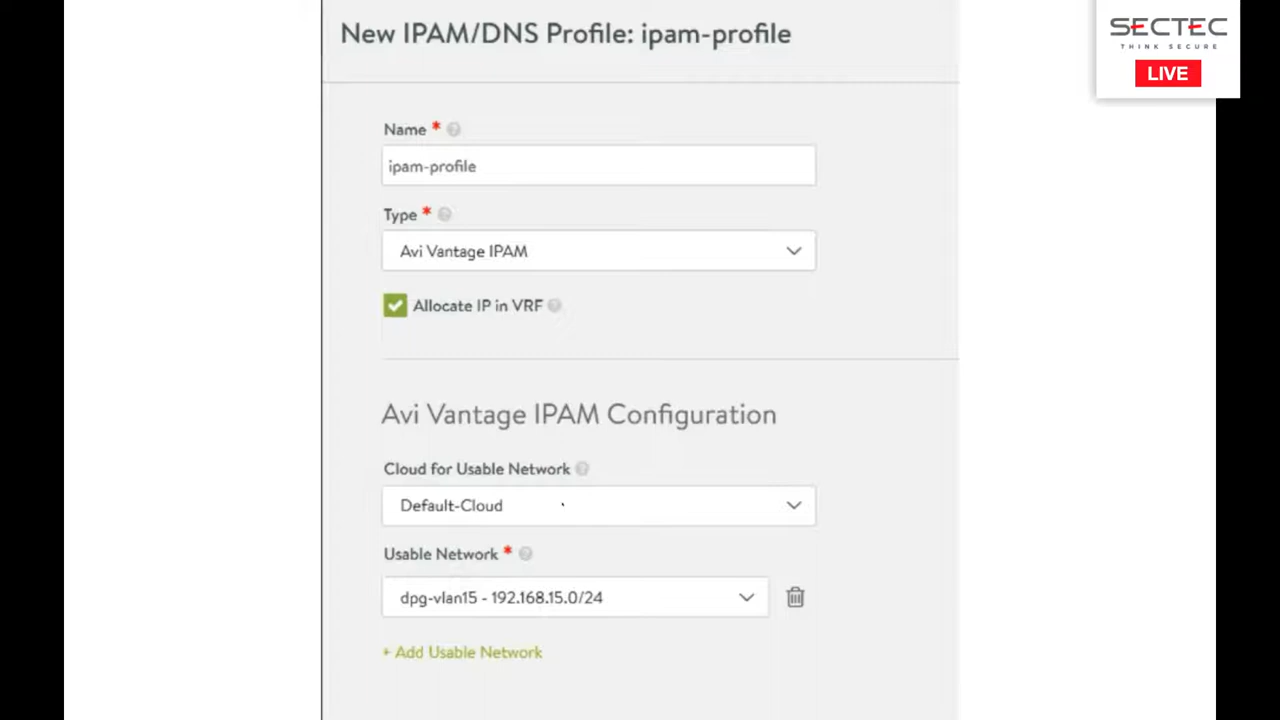 New IPAM/DNS Profile: ipam-profile
SECTEC
THINK SECURE
LIVE
Name *
ipam-profile
Type *
Avi Vantage IPAM
Allocate IP in VRF
Avi Vantage IPAM Configuration
Cloud for Usable Network
Default-Cloud
Usable Network *
dpg-vlan15 - 192.168.15.0/24
+ Add Usable Network